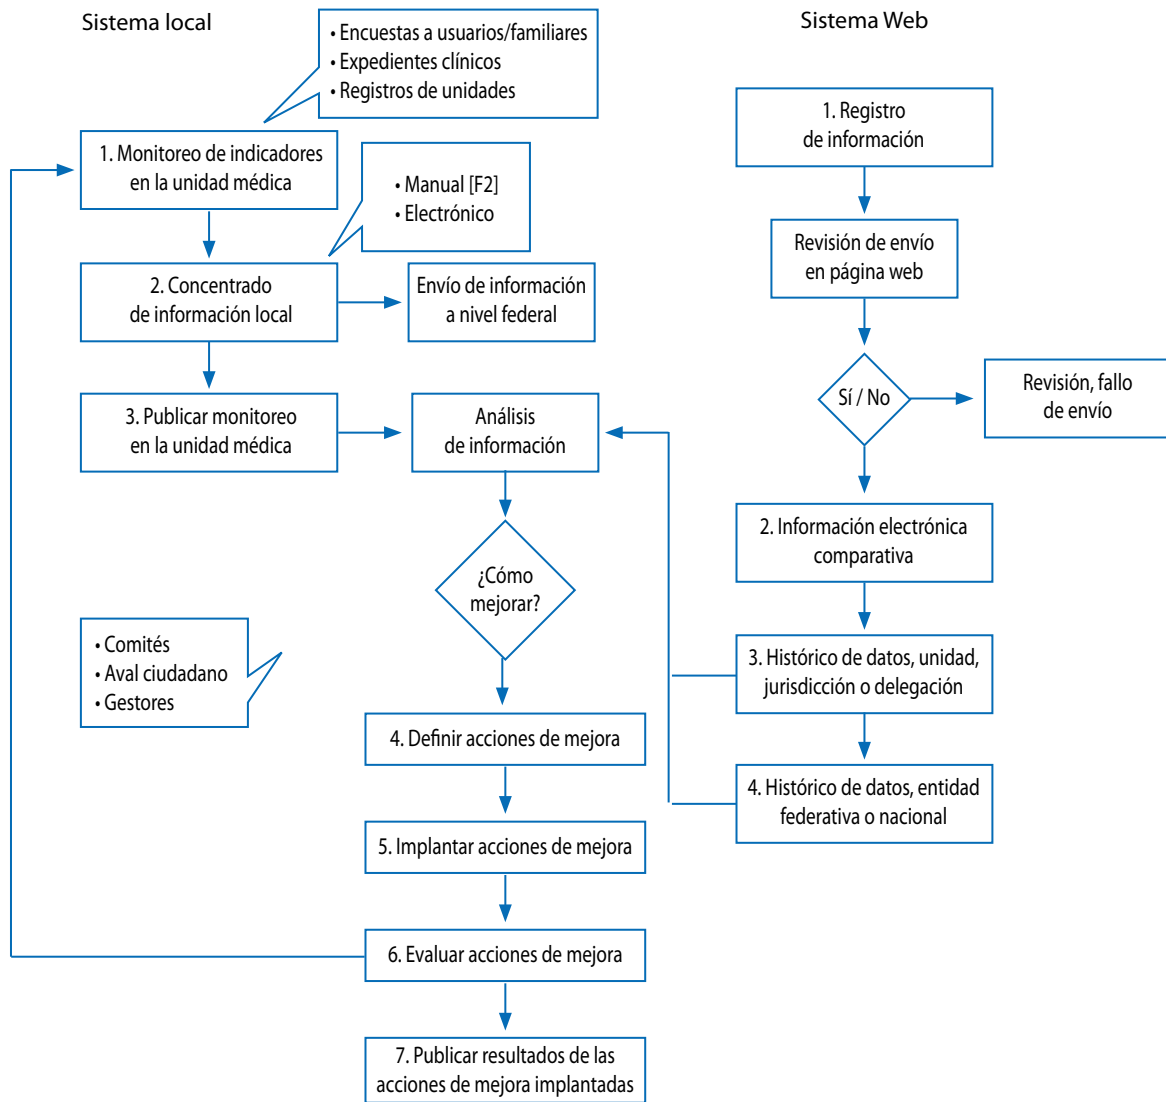 Sistema local
• Encuestas a usuarios/familiares
• Expedientes clínicos
• Registros de unidades
1. Monitoreo de indicadores
en la unidad médica
• Manual [F2]
• Electrónico
2. Concentrado
de información local
Envío de información
a nivel federal
3. Publicar monitoreo
en la unidad médica
Análisis
de información
¿Cómo
mejorar?
• Comités
• Aval ciudadano
• Gestores
4. Definir acciones de mejora
5. Implantar acciones de mejora
6. Evaluar acciones de mejora
7. Publicar resultados de las
acciones de mejora implantadas
Sistema Web
1. Registro
de información
Revisión de envío
en página web
Sí / No
Revisión, fallo
de envío
2. Información electrónica
comparativa
3. Histórico de datos, unidad,
jurisdicción o delegación
4. Histórico de datos, entidad
federativa o nacional